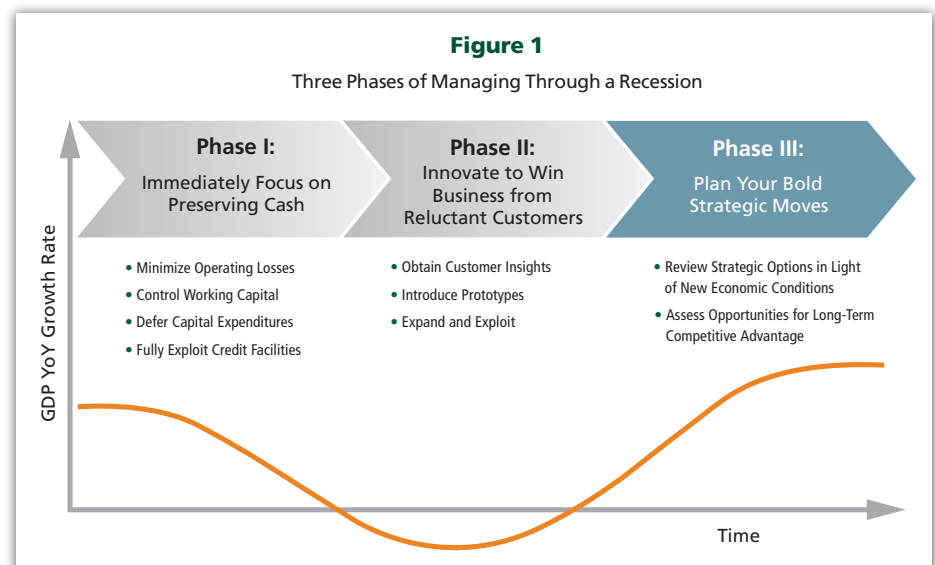 Figure 1
Three Phases of Managing Through a Recession
Phase I:
Immediately Focus on
Preserving Cash
Phase II:
Innovate to Win
Business from
Reluctant Customers
Phase III:
Plan Your Bold
Strategic Moves
• Minimize Operating Losses
• Control Working Capital
• Defer Capital Expenditures
• Fully Exploit Credit Facilities
• Obtain Customer Insights
• Introduce Prototypes
• Expand and Exploit
• Review Strategic Options in Light
of New Economic Conditions
• Assess Opportunities for Long-Term
Competitive Advantage
GDP YoY Growth Rate
Time